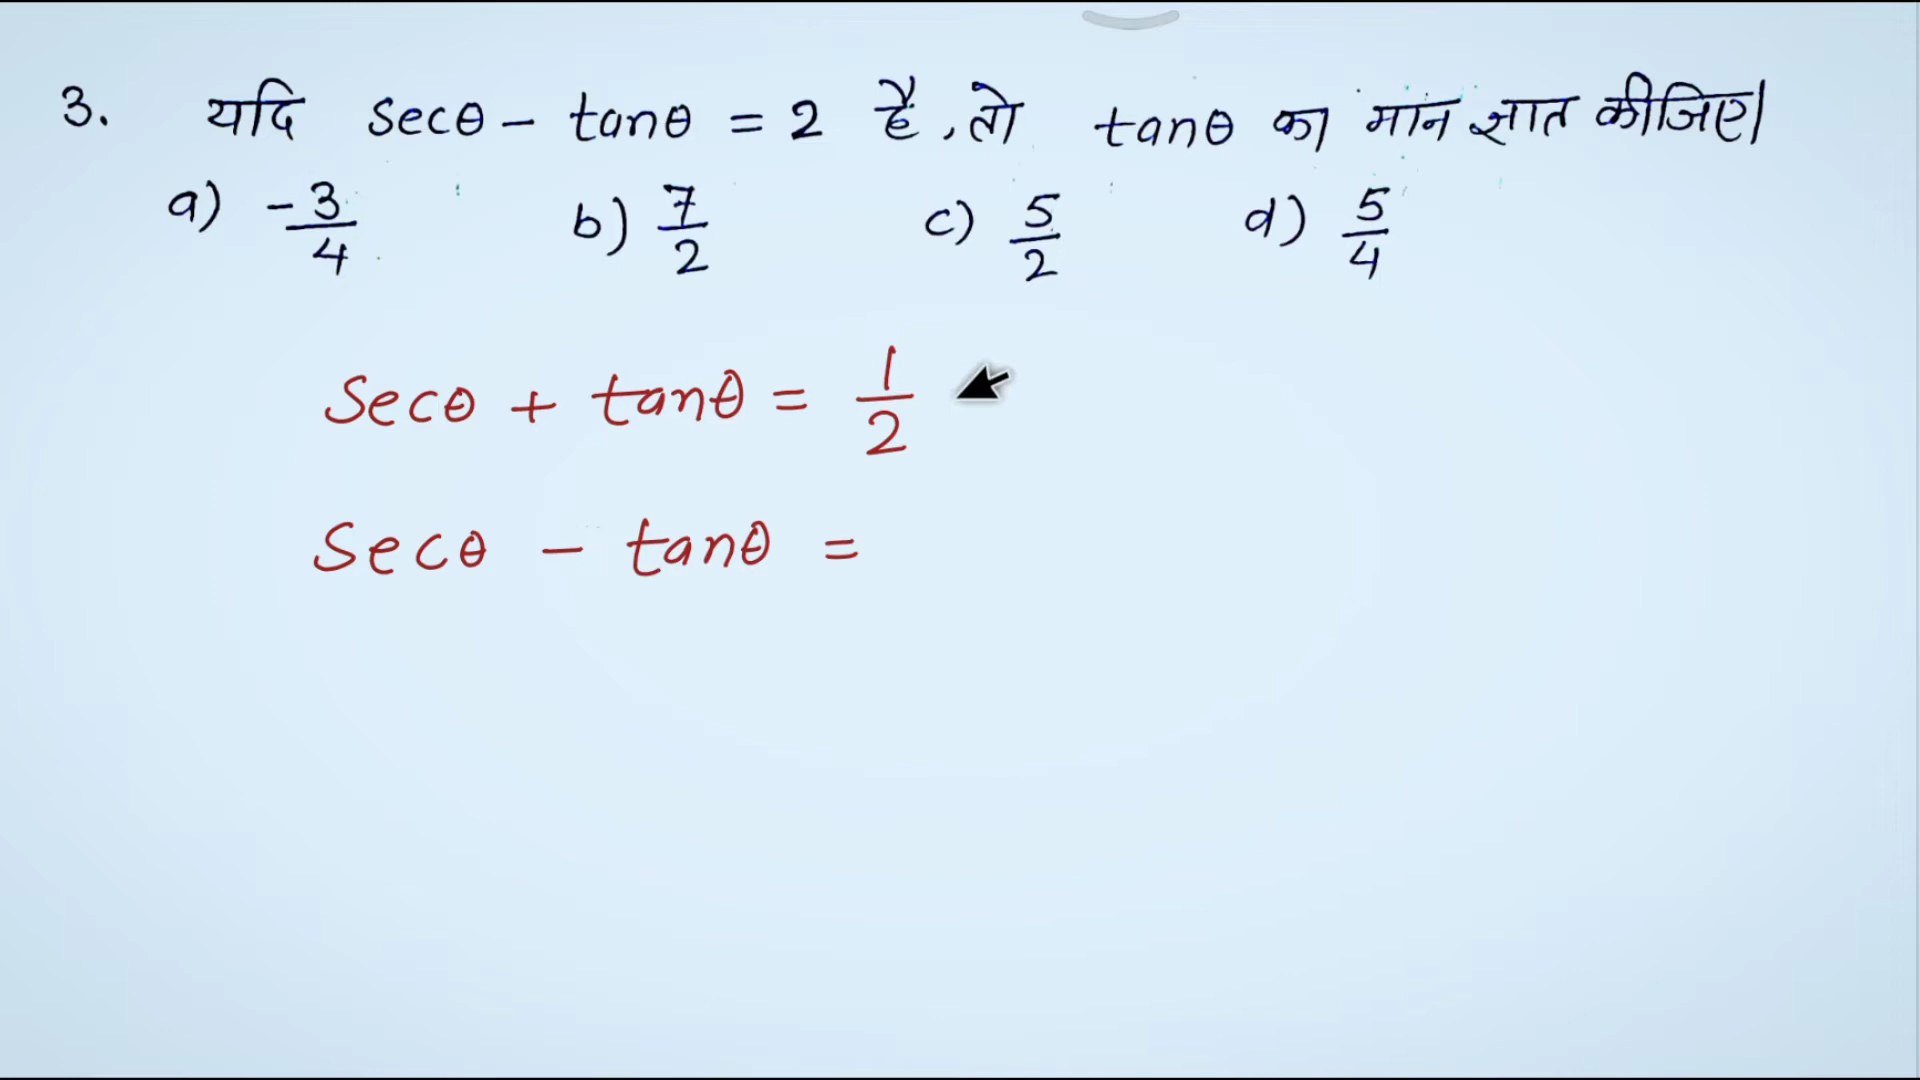 3. यदि secθ - tanθ = 2 है, तो tanθ का मान ज्ञात कीजिए।
a) -3/4 b) 7/2 c) 5/2 d) 5/4
secθ + tanθ = 1/2
secθ - tanθ =